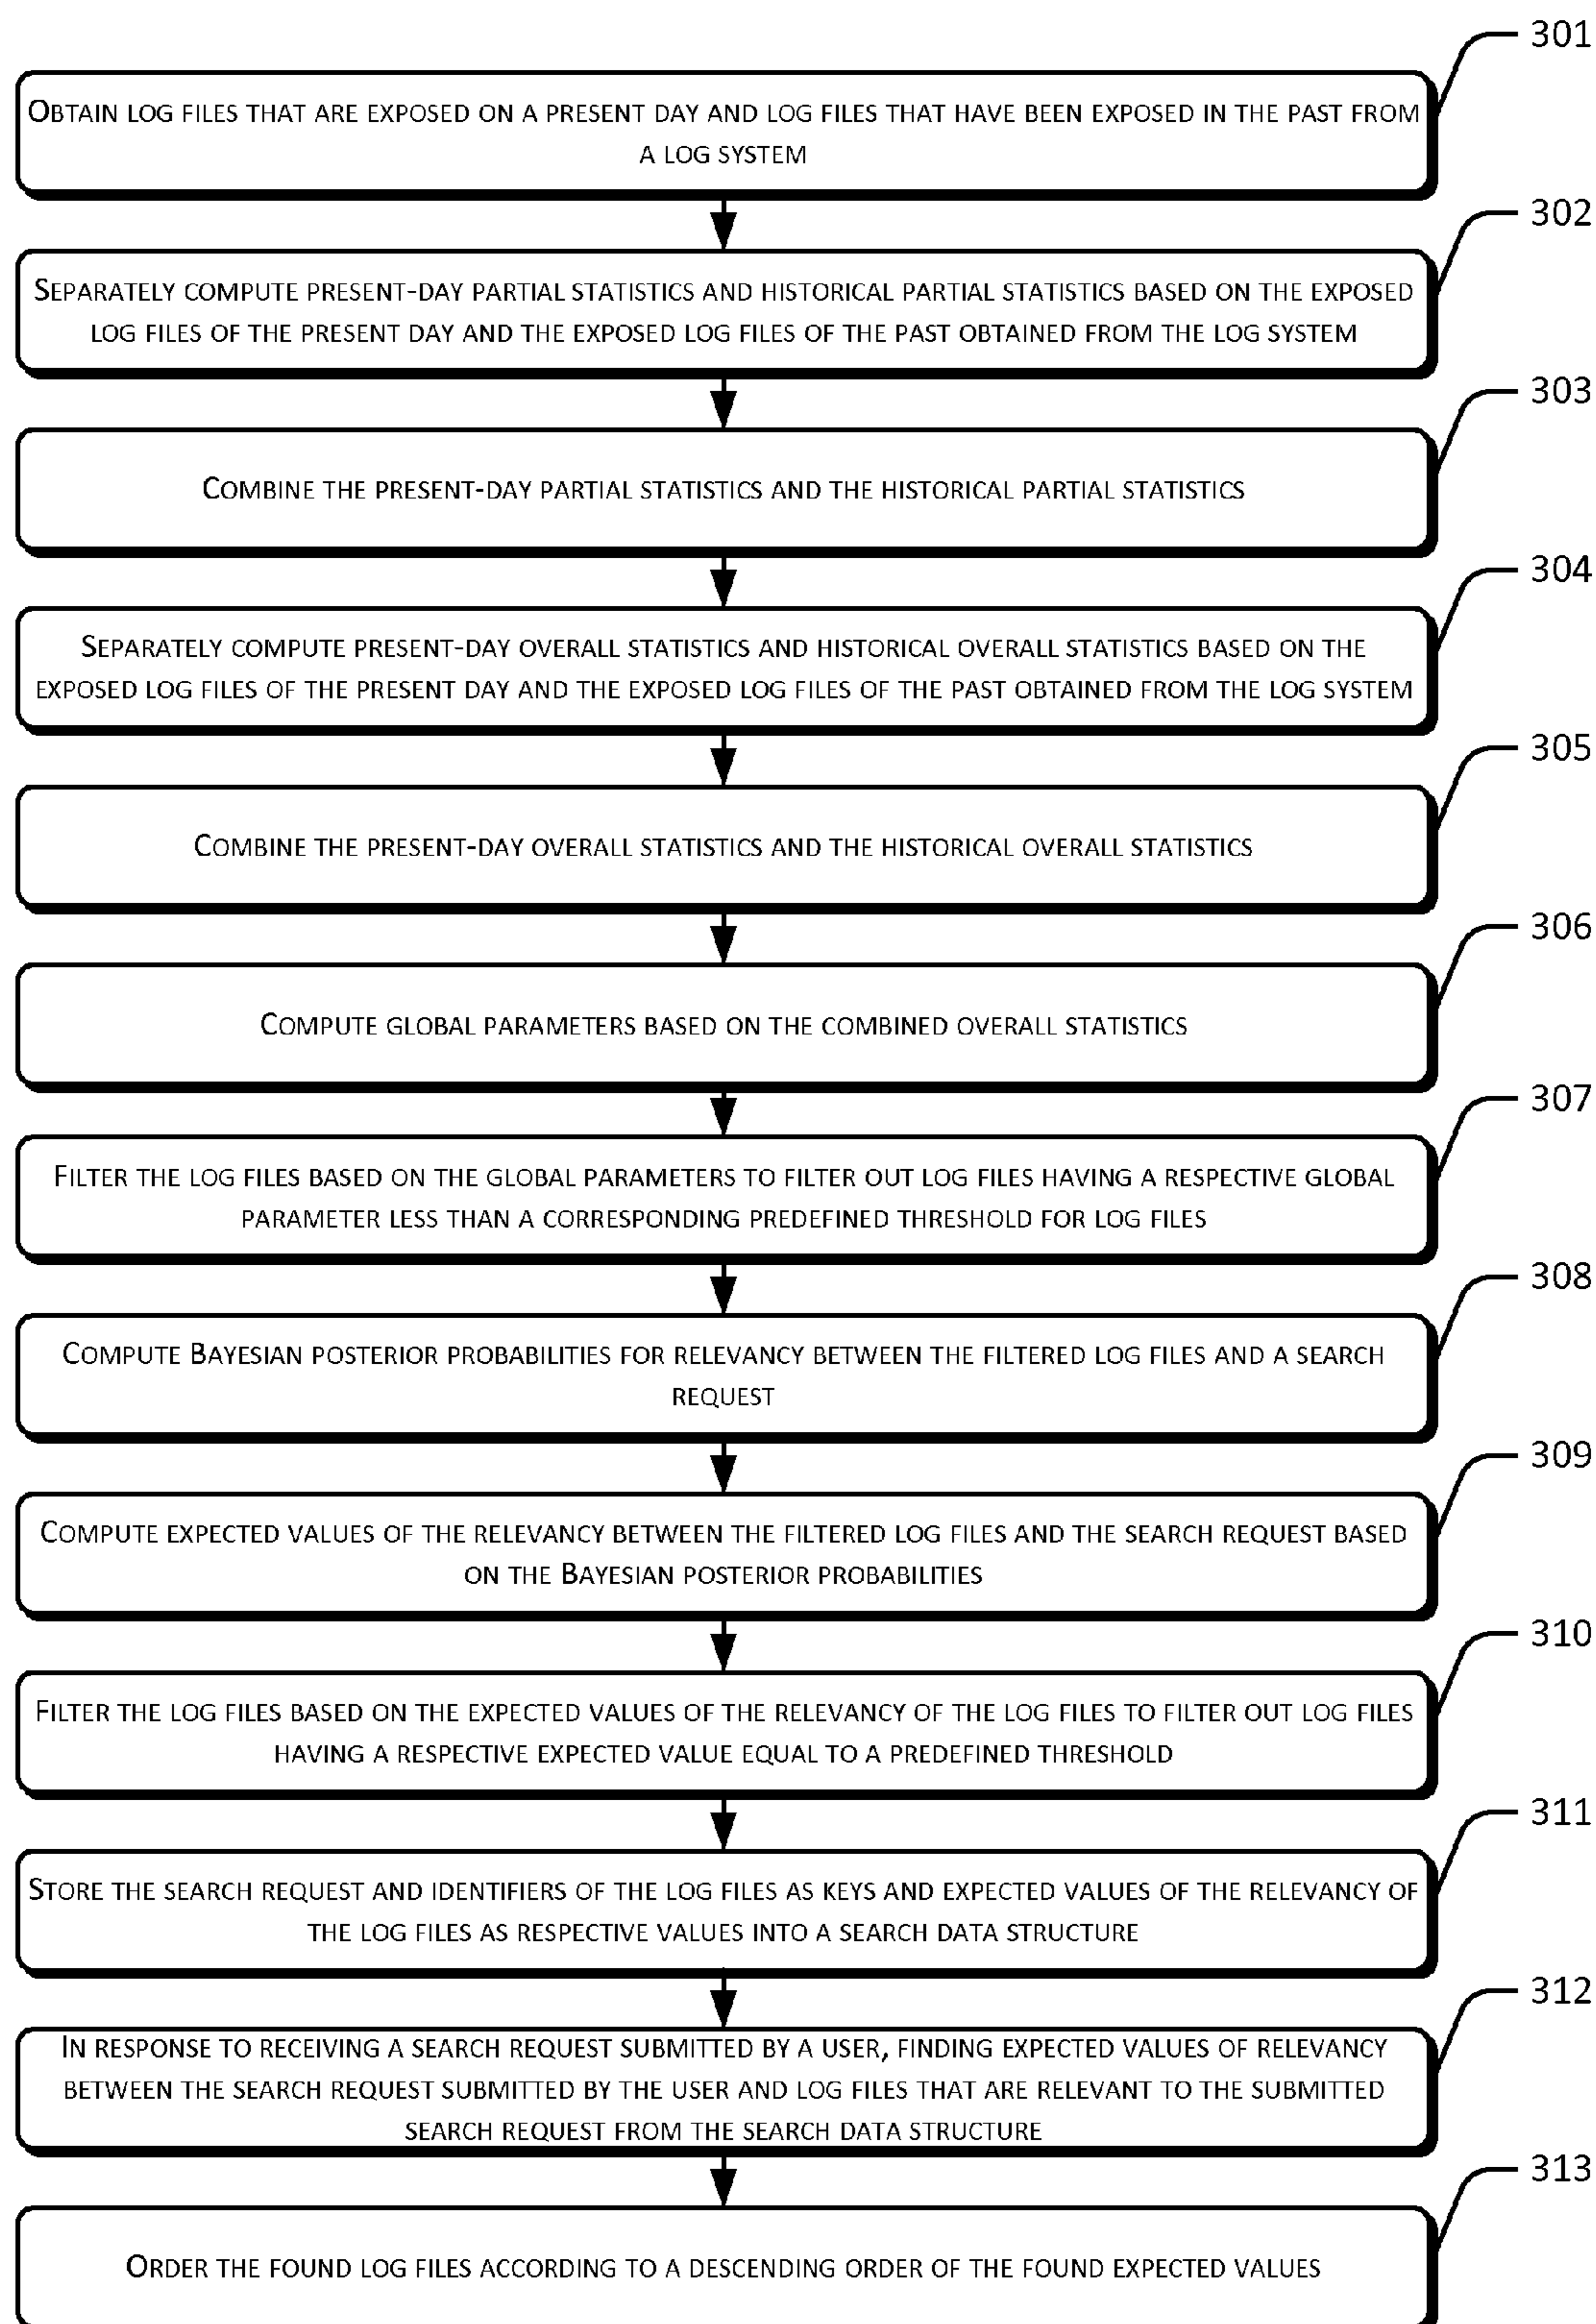 301
OBTAIN LOG FILES THAT ARE EXPOSED ON A PRESENT DAY AND LOG FILES THAT HAVE BEEN EXPOSED IN THE PAST FROM
A LOG SYSTEM
302
SEPARATELY COMPUTE PRESENT-DAY PARTIAL STATISTICS AND HISTORICAL PARTIAL STATISTICS BASED ON THE EXPOSED
LOG FILES OF THE PRESENT DAY AND THE EXPOSED LOG FILES OF THE PAST OBTAINED FROM THE LOG SYSTEM
303
COMBINE THE PRESENT-DAY PARTIAL STATISTICS AND THE HISTORICAL PARTIAL STATISTICS
304
SEPARATELY COMPUTE PRESENT-DAY OVERALL STATISTICS AND HISTORICAL OVERALL STATISTICS BASED ON THE
EXPOSED LOG FILES OF THE PRESENT DAY AND THE EXPOSED LOG FILES OF THE PAST OBTAINED FROM THE LOG SYSTEM
305
COMBINE THE PRESENT-DAY OVERALL STATISTICS AND THE HISTORICAL OVERALL STATISTICS
306
COMPUTE GLOBAL PARAMETERS BASED ON THE COMBINED OVERALL STATISTICS
307
FILTER THE LOG FILES BASED ON THE GLOBAL PARAMETERS TO FILTER OUT LOG FILES HAVING A RESPECTIVE GLOBAL
PARAMETER LESS THAN A CORRESPONDING PREDEFINED THRESHOLD FOR LOG FILES
308
COMPUTE BAYESIAN POSTERIOR PROBABILITIES FOR RELEVANCY BETWEEN THE FILTERED LOG FILES AND A SEARCH
REQUEST
309
COMPUTE EXPECTED VALUES OF THE RELEVANCY BETWEEN THE FILTERED LOG FILES AND THE SEARCH REQUEST BASED
ON THE BAYESIAN POSTERIOR PROBABILITIES
310
FILTER THE LOG FILES BASED ON THE EXPECTED VALUES OF THE RELEVANCY OF THE LOG FILES TO FILTER OUT LOG FILES
HAVING A RESPECTIVE EXPECTED VALUE EQUAL TO A PREDEFINED THRESHOLD
311
STORE THE SEARCH REQUEST AND IDENTIFIERS OF THE LOG FILES AS KEYS AND EXPECTED VALUES OF THE RELEVANCY OF
THE LOG FILES AS RESPECTIVE VALUES INTO A SEARCH DATA STRUCTURE
312
IN RESPONSE TO RECEIVING A SEARCH REQUEST SUBMITTED BY A USER, FINDING EXPECTED VALUES OF RELEVANCY
BETWEEN THE SEARCH REQUEST SUBMITTED BY THE USER AND LOG FILES THAT ARE RELEVANT TO THE SUBMITTED
SEARCH REQUEST FROM THE SEARCH DATA STRUCTURE
313
ORDER THE FOUND LOG FILES ACCORDING TO A DESCENDING ORDER OF THE FOUND EXPECTED VALUES